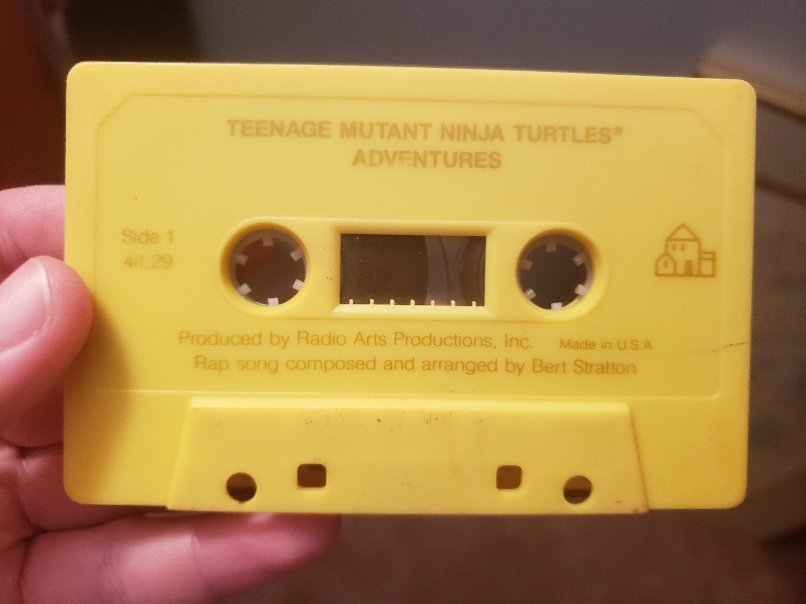 TEENAGE MUTANT NINJA TURTLES®
ADVENTURES
Side 1
44:29
Produced by Radio Arts Productions, Inc. Made in U.S.A.
Rap song composed and arranged by Bert Stratton